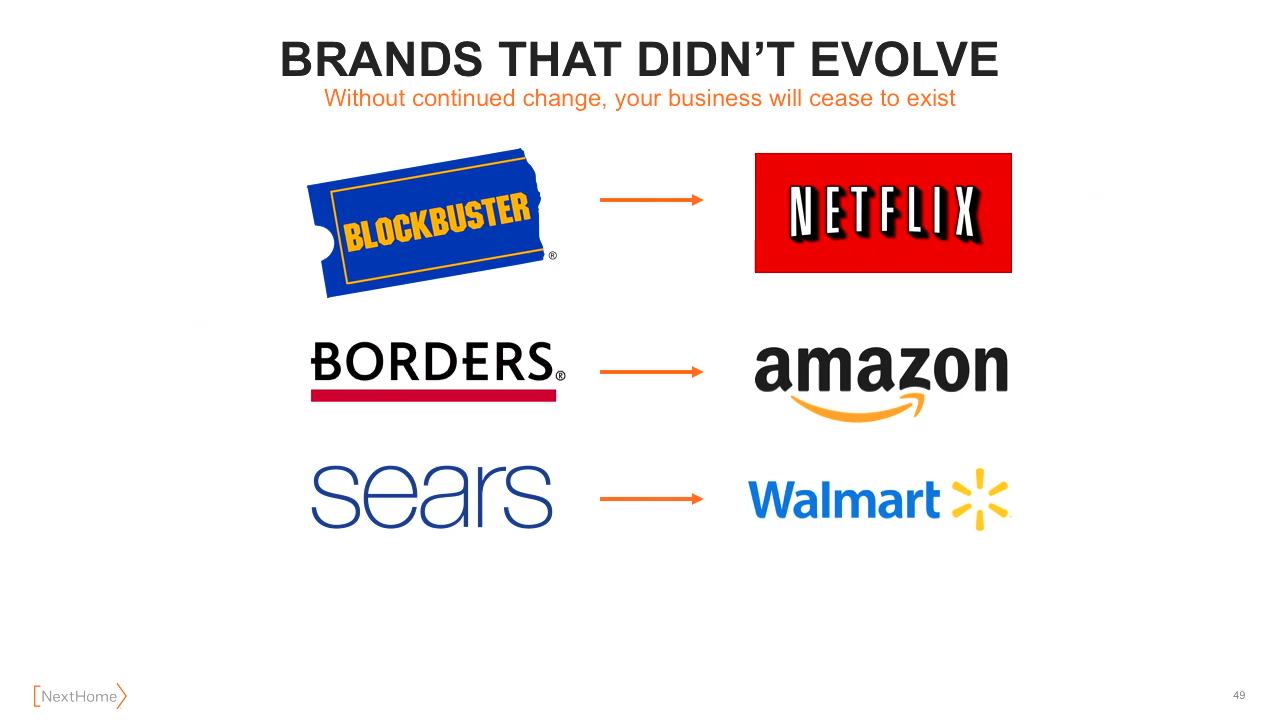 BRANDS THAT DIDN’T EVOLVE
Without continued change, your business will cease to exist
BLOCKBUSTER ®
NETFLIX
BORDERS®
amazon
sears
Walmart
[NextHome>
49